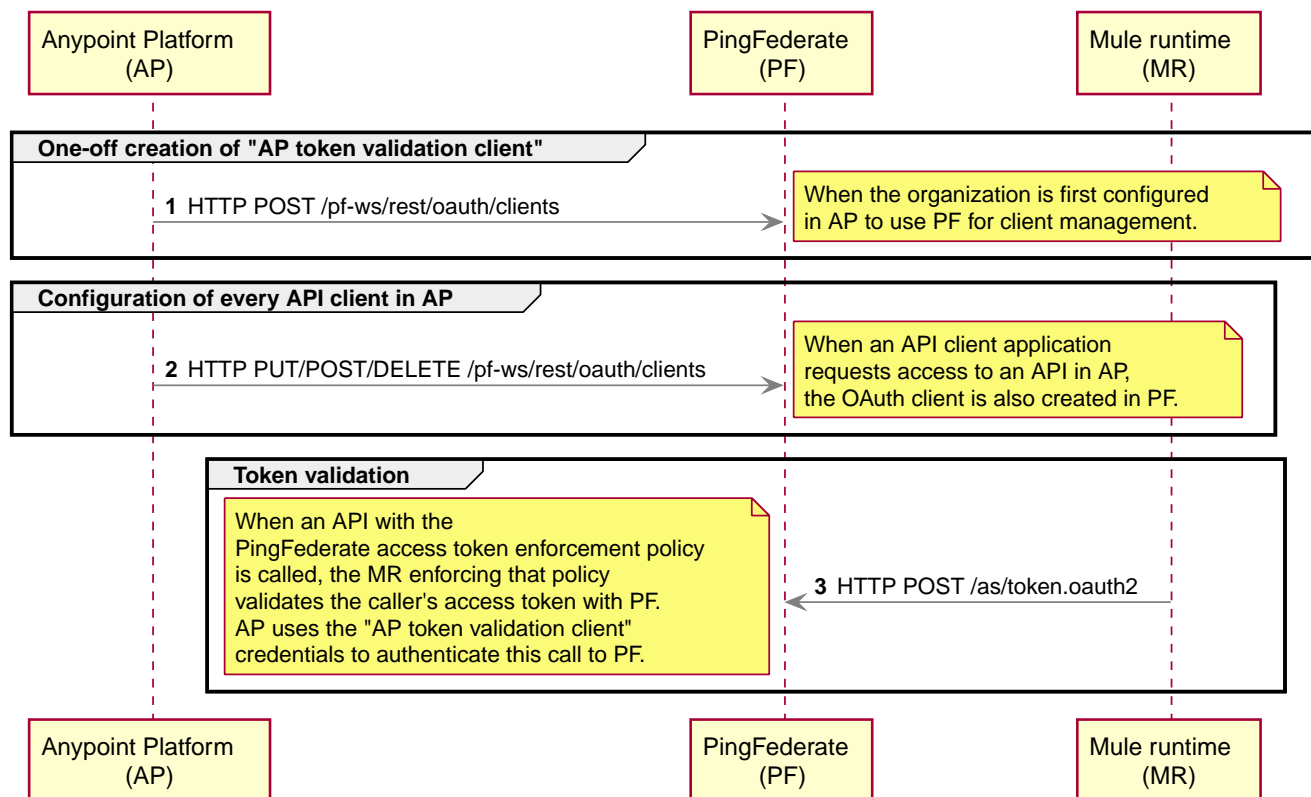 Anypoint Platform
(AP)
PingFederate
(PF)
Mule runtime
(MR)
One-off creation of "AP token validation client"
1 HTTP POST /pf-ws/rest/oauth/clients
When the organization is first configured
in AP to use PF for client management.
Configuration of every API client in AP
2 HTTP PUT/POST/DELETE /pf-ws/rest/oauth/clients
When an API client application
requests access to an API in AP,
the OAuth client is also created in PF.
Token validation
When an API with the
PingFederate access token enforcement policy
is called, the MR enforcing that policy
validates the caller's access token with PF.
AP uses the "AP token validation client"
credentials to authenticate this call to PF.
3 HTTP POST /as/token.oauth2
Anypoint Platform
(AP)
PingFederate
(PF)
Mule runtime
(MR)